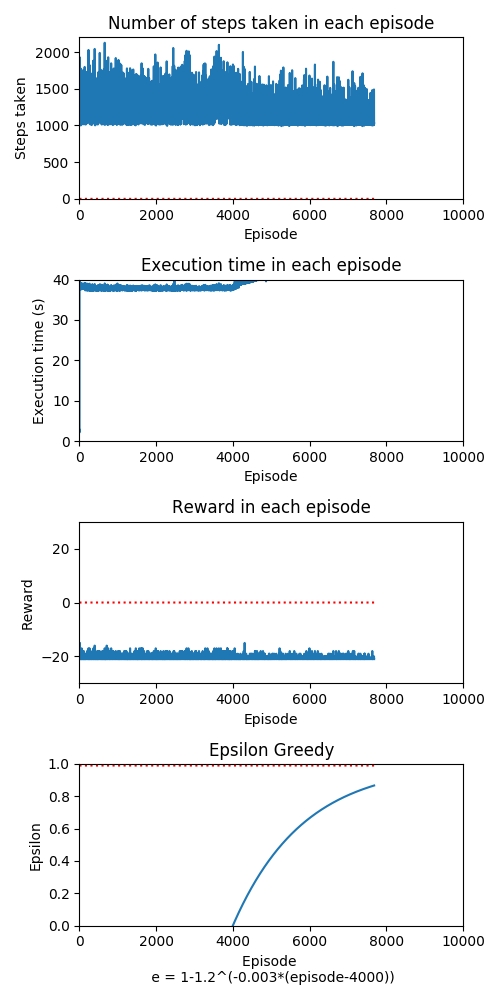 Number of steps taken in each episode
Steps taken
2000
1500
1000
500
0
0 2000 4000 6000 8000 10000
Episode
Execution time in each episode
Execution time (s)
40
30
20
10
0
0 2000 4000 6000 8000 10000
Episode
Reward in each episode
Reward
20
0
−20
0 2000 4000 6000 8000 10000
Episode
Epsilon Greedy
Epsilon
1.0
0.8
0.6
0.4
0.2
0.0
0 2000 4000 6000 8000 10000
Episode
e = 1-1.2^(-0.003*(episode-4000))